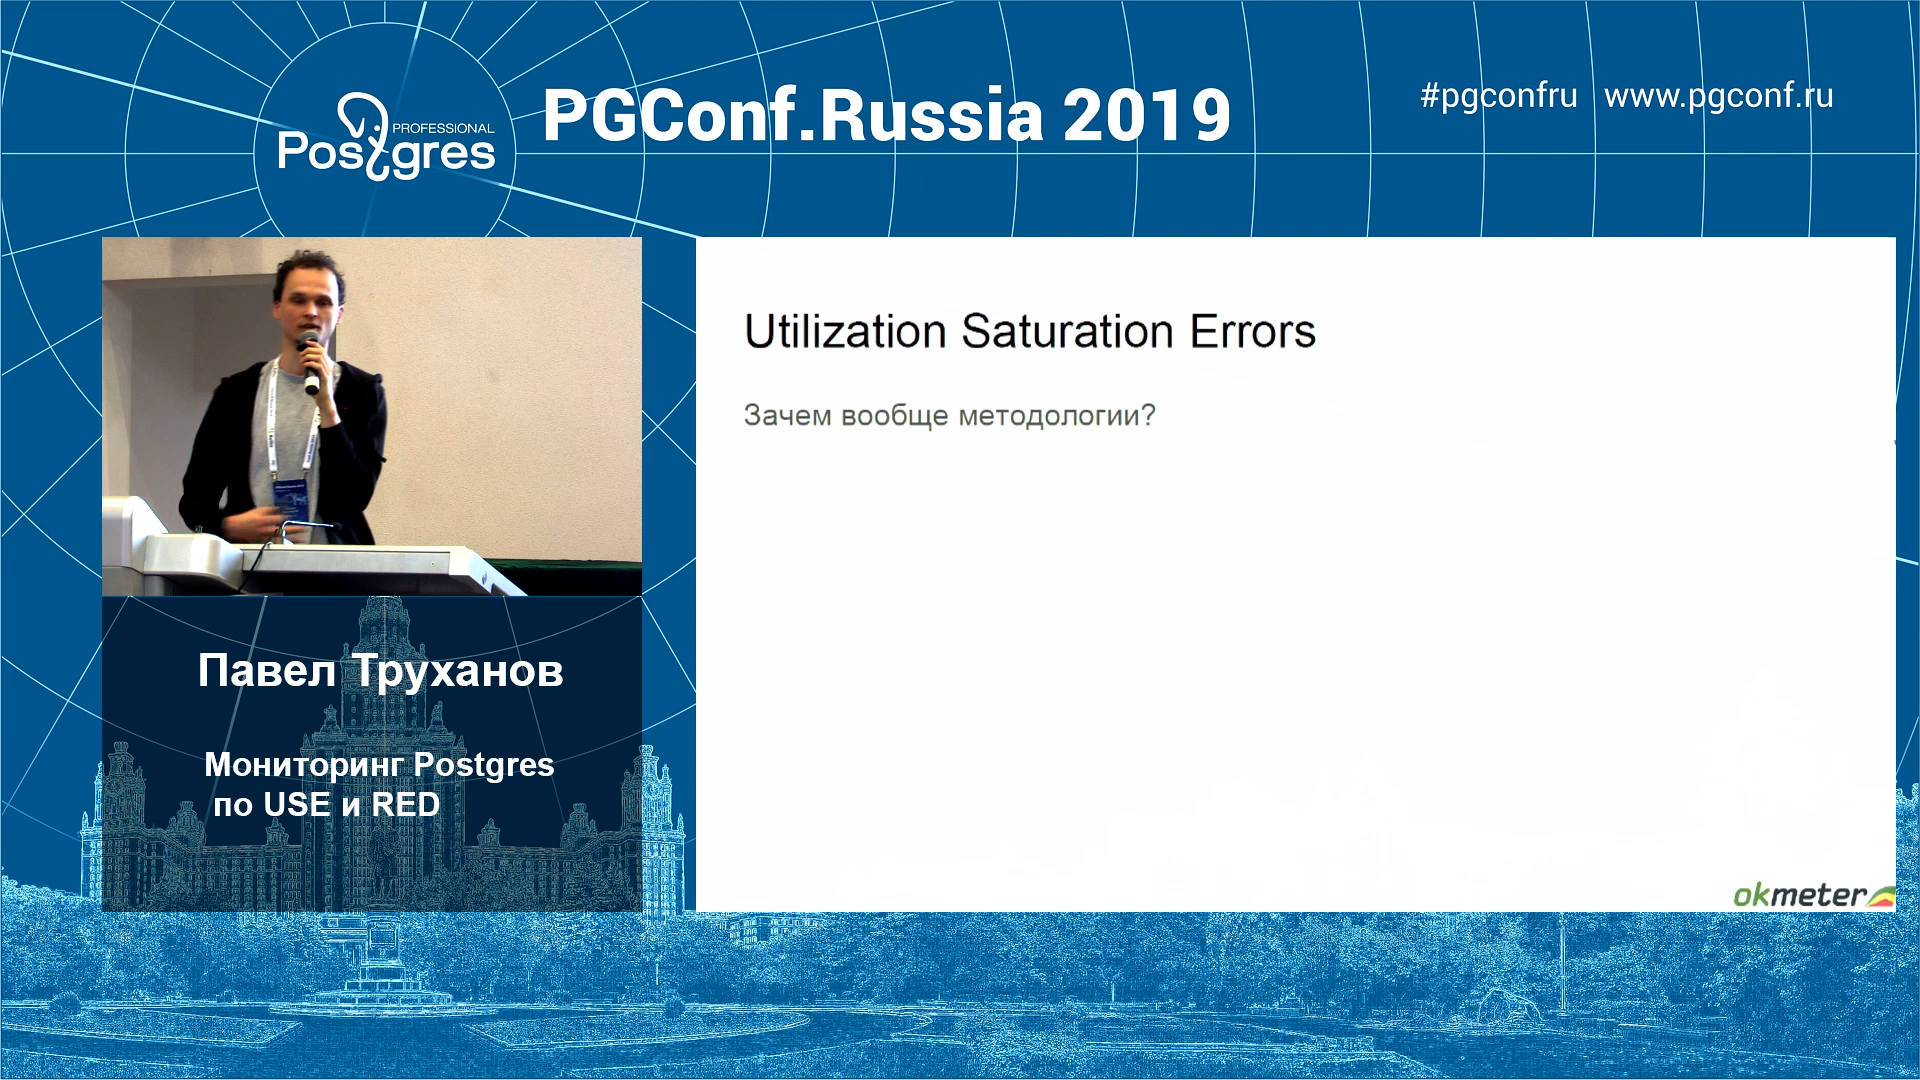 PROFESSIONAL
Postgres
PGConf.Russia 2019
#pgconfru www.pgconf.ru
Utilization Saturation Errors
Зачем вообще методологии?
Павел Труханов
Мониторинг Postgres
по USE и RED
okmeter